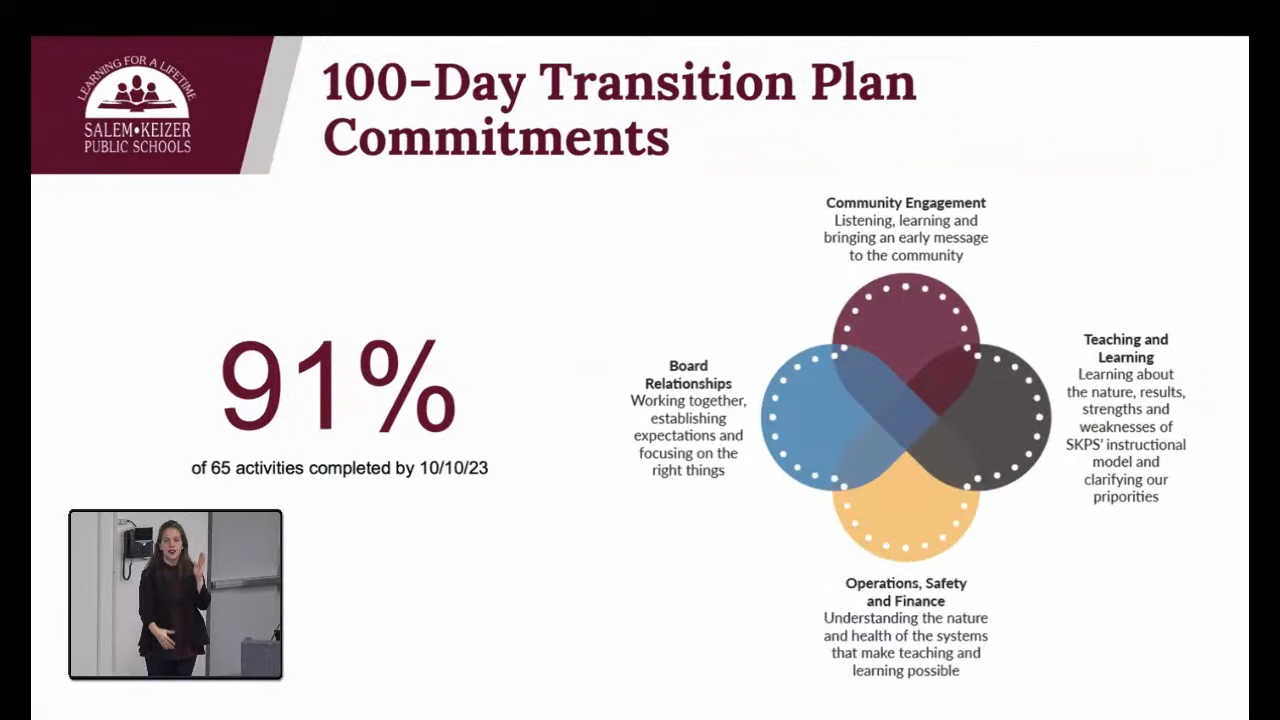 LEARNING FOR A LIFETIME
SALEM•KEIZER
PUBLIC SCHOOLS
100-Day Transition Plan
Commitments
91%
of 65 activities completed by 10/10/23
Community Engagement
Listening, learning and
bringing an early message
to the community
Board
Relationships
Working together,
establishing
expectations and
focusing on the
right things
Teaching and
Learning
Learning about
the nature, results,
strengths and
weaknesses of
SKPS' instructional
model and
clarifying our
priporities
Operations, Safety
and Finance
Understanding the nature
and health of the systems
that make teaching and
learning possible